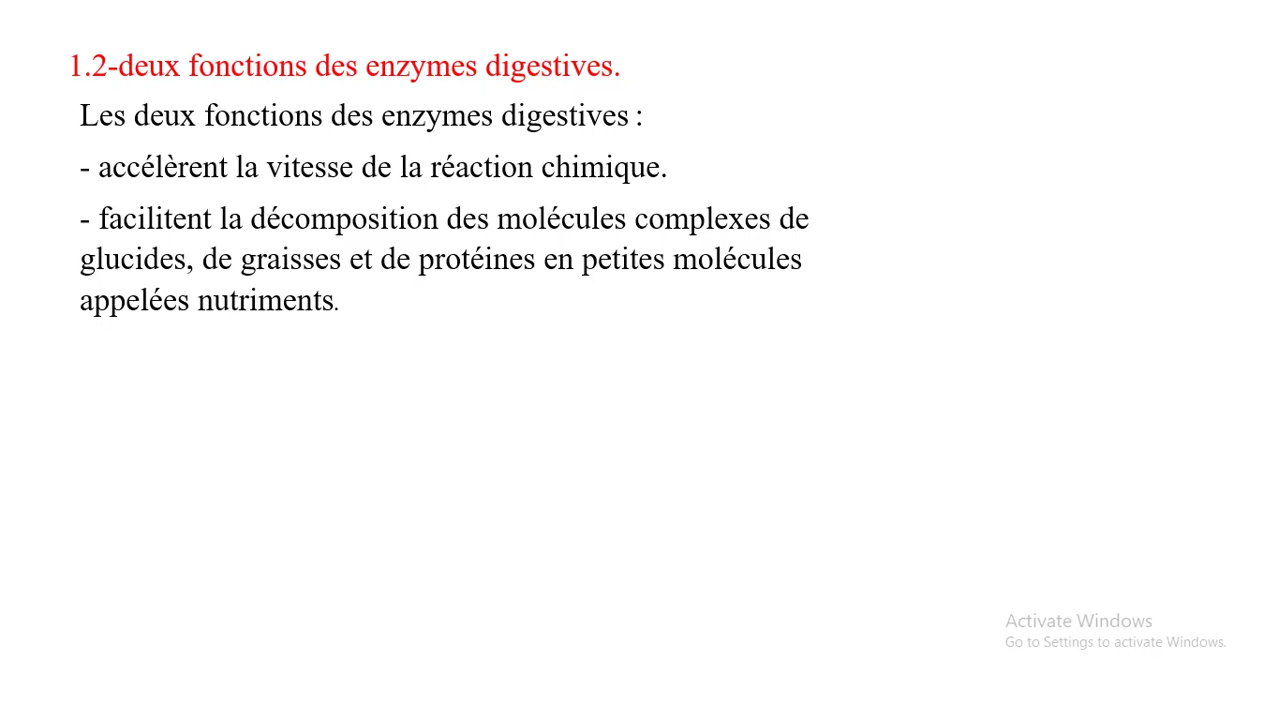 1.2-deux fonctions des enzymes digestives.
Les deux fonctions des enzymes digestives :
- accélèrent la vitesse de la réaction chimique.
- facilitent la décomposition des molécules complexes de
glucides, de graisses et de protéines en petites molécules
appelées nutriments.
Activate Windows
Go to Settings to activate Windows.